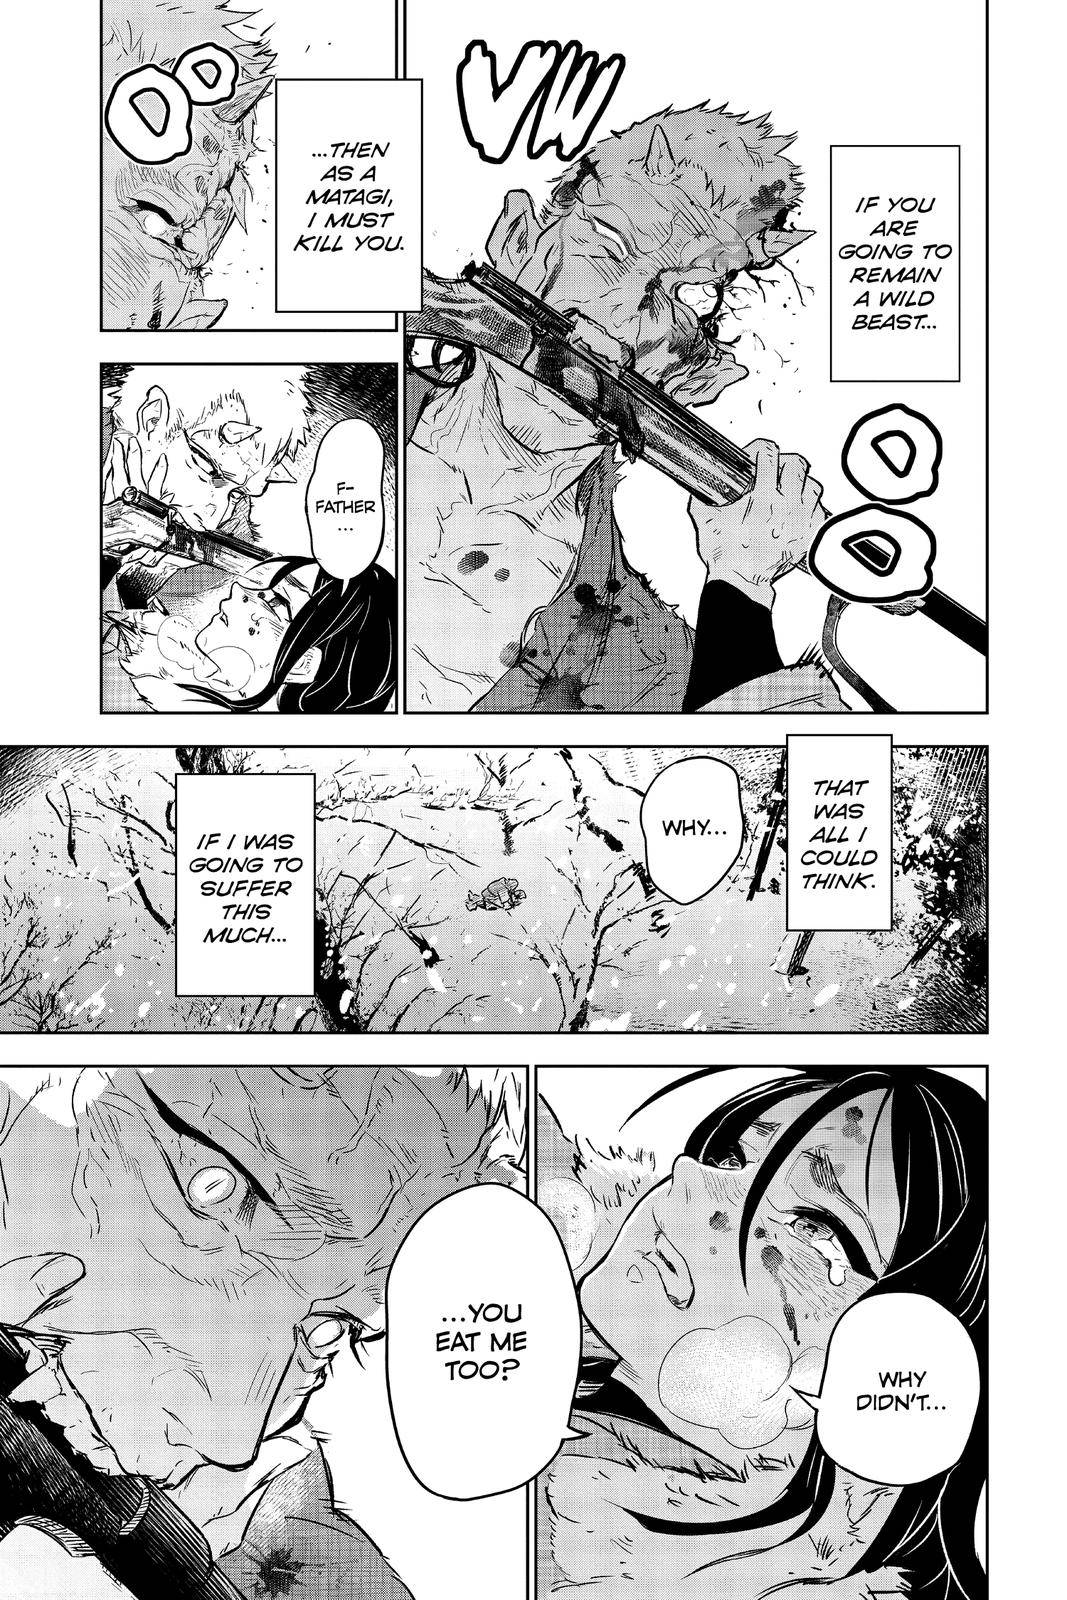 IF YOU
ARE
GOING TO
REMAIN
A WILD
BEAST...
...THEN
AS A
MATAGI,
I MUST
KILL YOU.
F-
FATHER
...
THAT
WAS
ALL I
COULD
THINK.
WHY...
IF I WAS
GOING TO
SUFFER
THIS
MUCH...
WHY
DIDN'T...
...YOU
EAT ME
TOO?